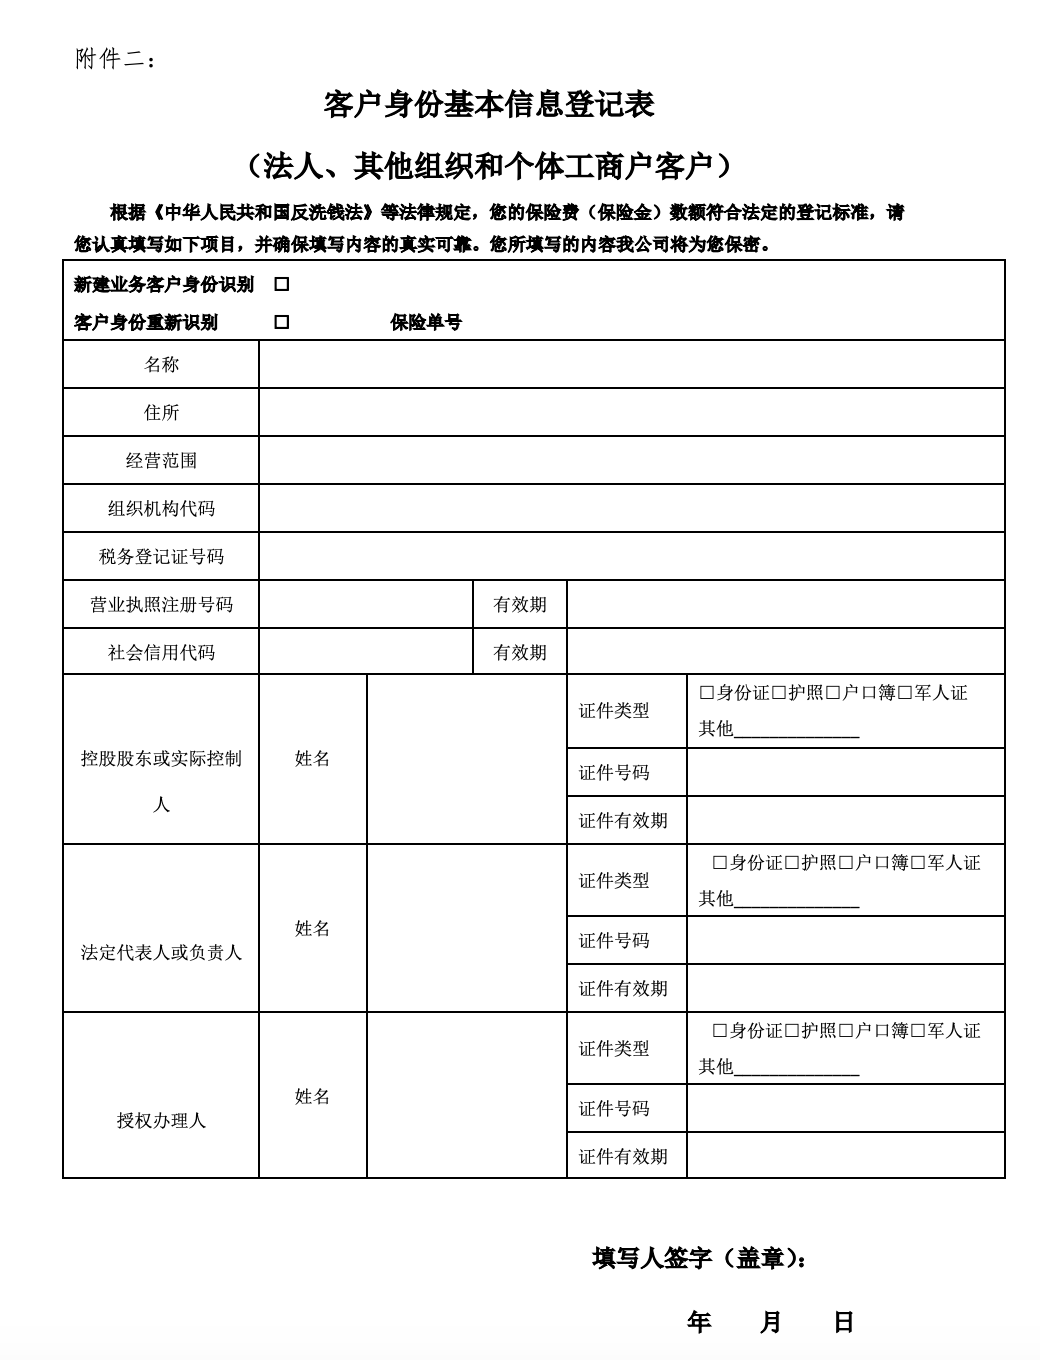 附件二：
客户身份基本信息登记表
（法人、其他组织和个体工商户客户）
根据《中华人民共和国反洗钱法》等法律规定，您的保险费（保险金）数额符合法定的登记标准，请
您认真填写如下项目，并确保填写内容的真实可靠。您所填写的内容我公司将为您保密。
新建业务客户身份识别 □
客户身份重新识别 □ 保险单号
名称
住所
经营范围
组织机构代码
税务登记证号码
营业执照注册号码 有效期
社会信用代码 有效期
控股股东或实际控制
人
姓名
证件类型
□身份证□护照□户口簿□军人证
其他______________
证件号码
证件有效期
法定代表人或负责人
姓名
证件类型
□身份证□护照□户口簿□军人证
其他______________
证件号码
证件有效期
授权办理人
姓名
证件类型
□身份证□护照□户口簿□军人证
其他______________
证件号码
证件有效期
填写人签字（盖章）：
年 月 日